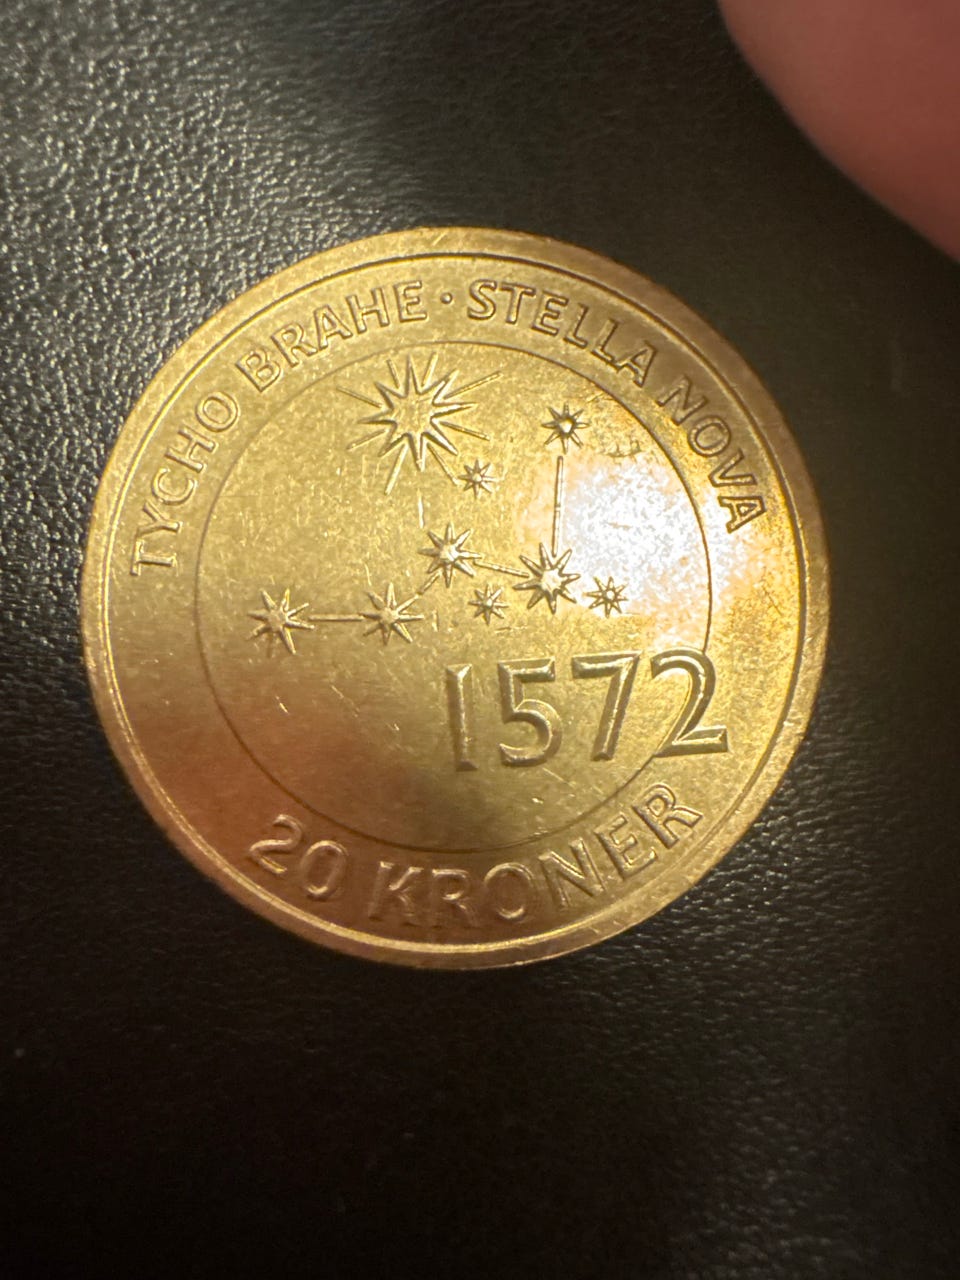 TYCHO BRAHE · STELLA NOVA
1572
20 KRONER